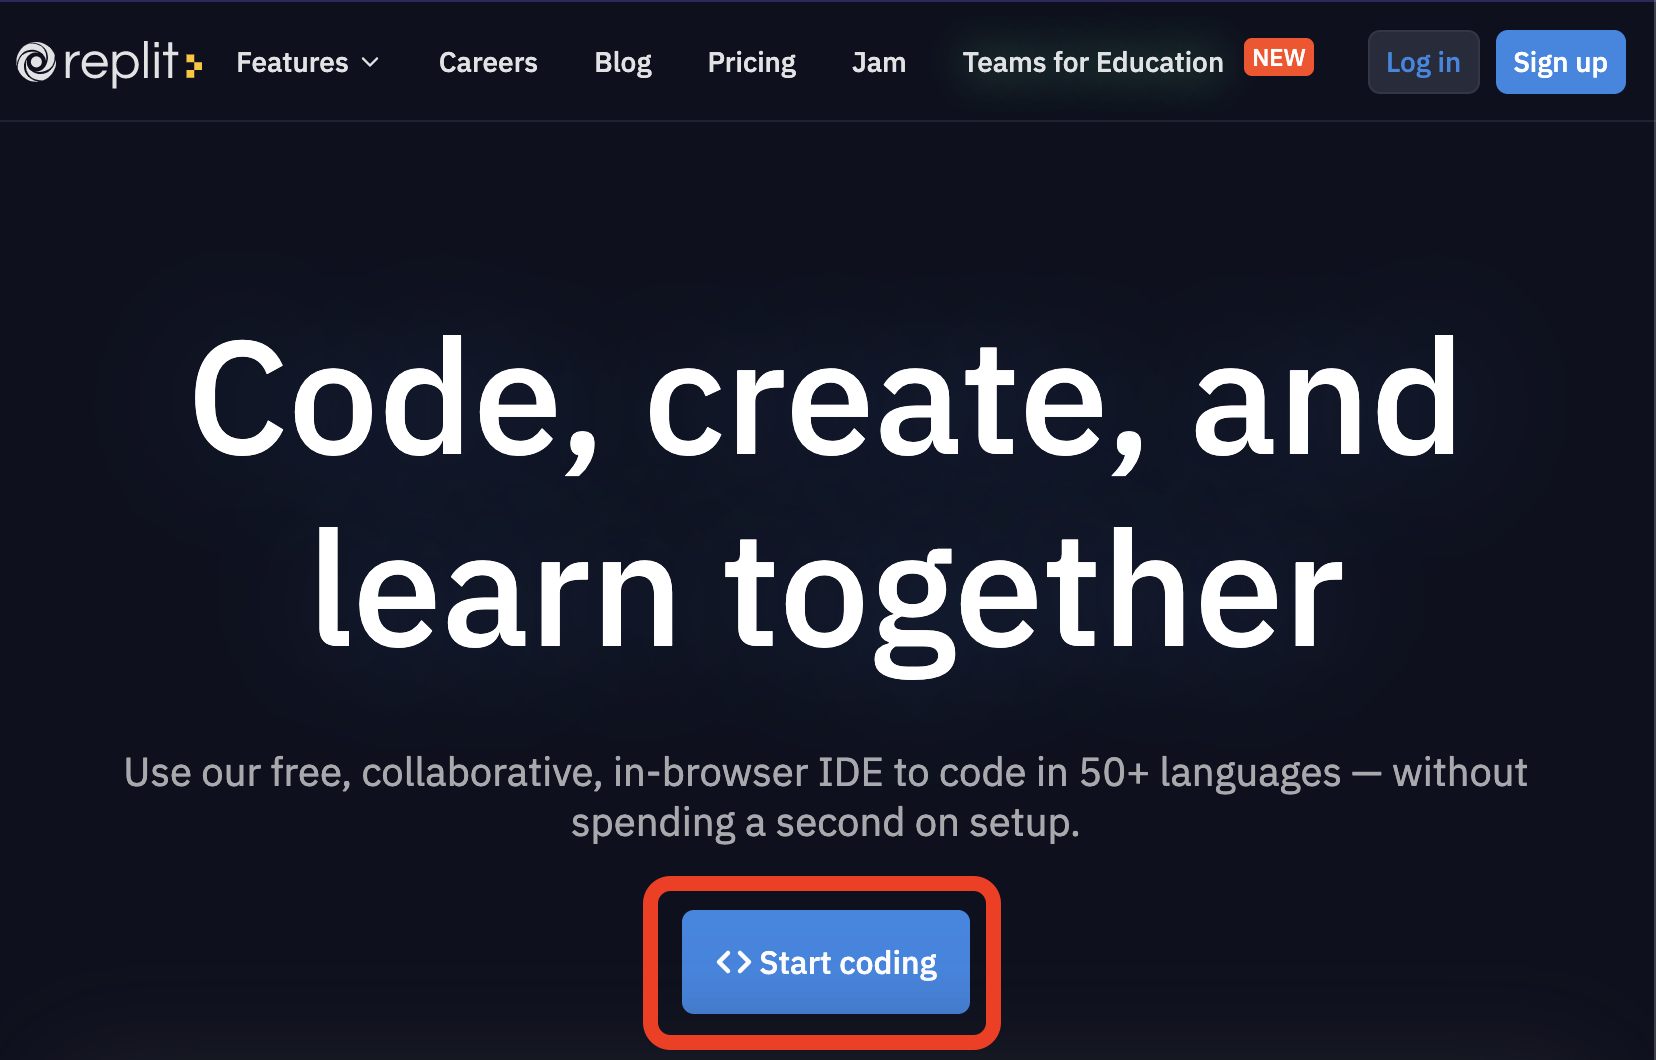 replit
Features
Careers
Blog
Pricing
Jam
Teams for Education
NEW
Log in
Sign up
Code, create, and
learn together
Use our free, collaborative, in-browser IDE to code in 50+ languages — without
spending a second on setup.
<> Start coding